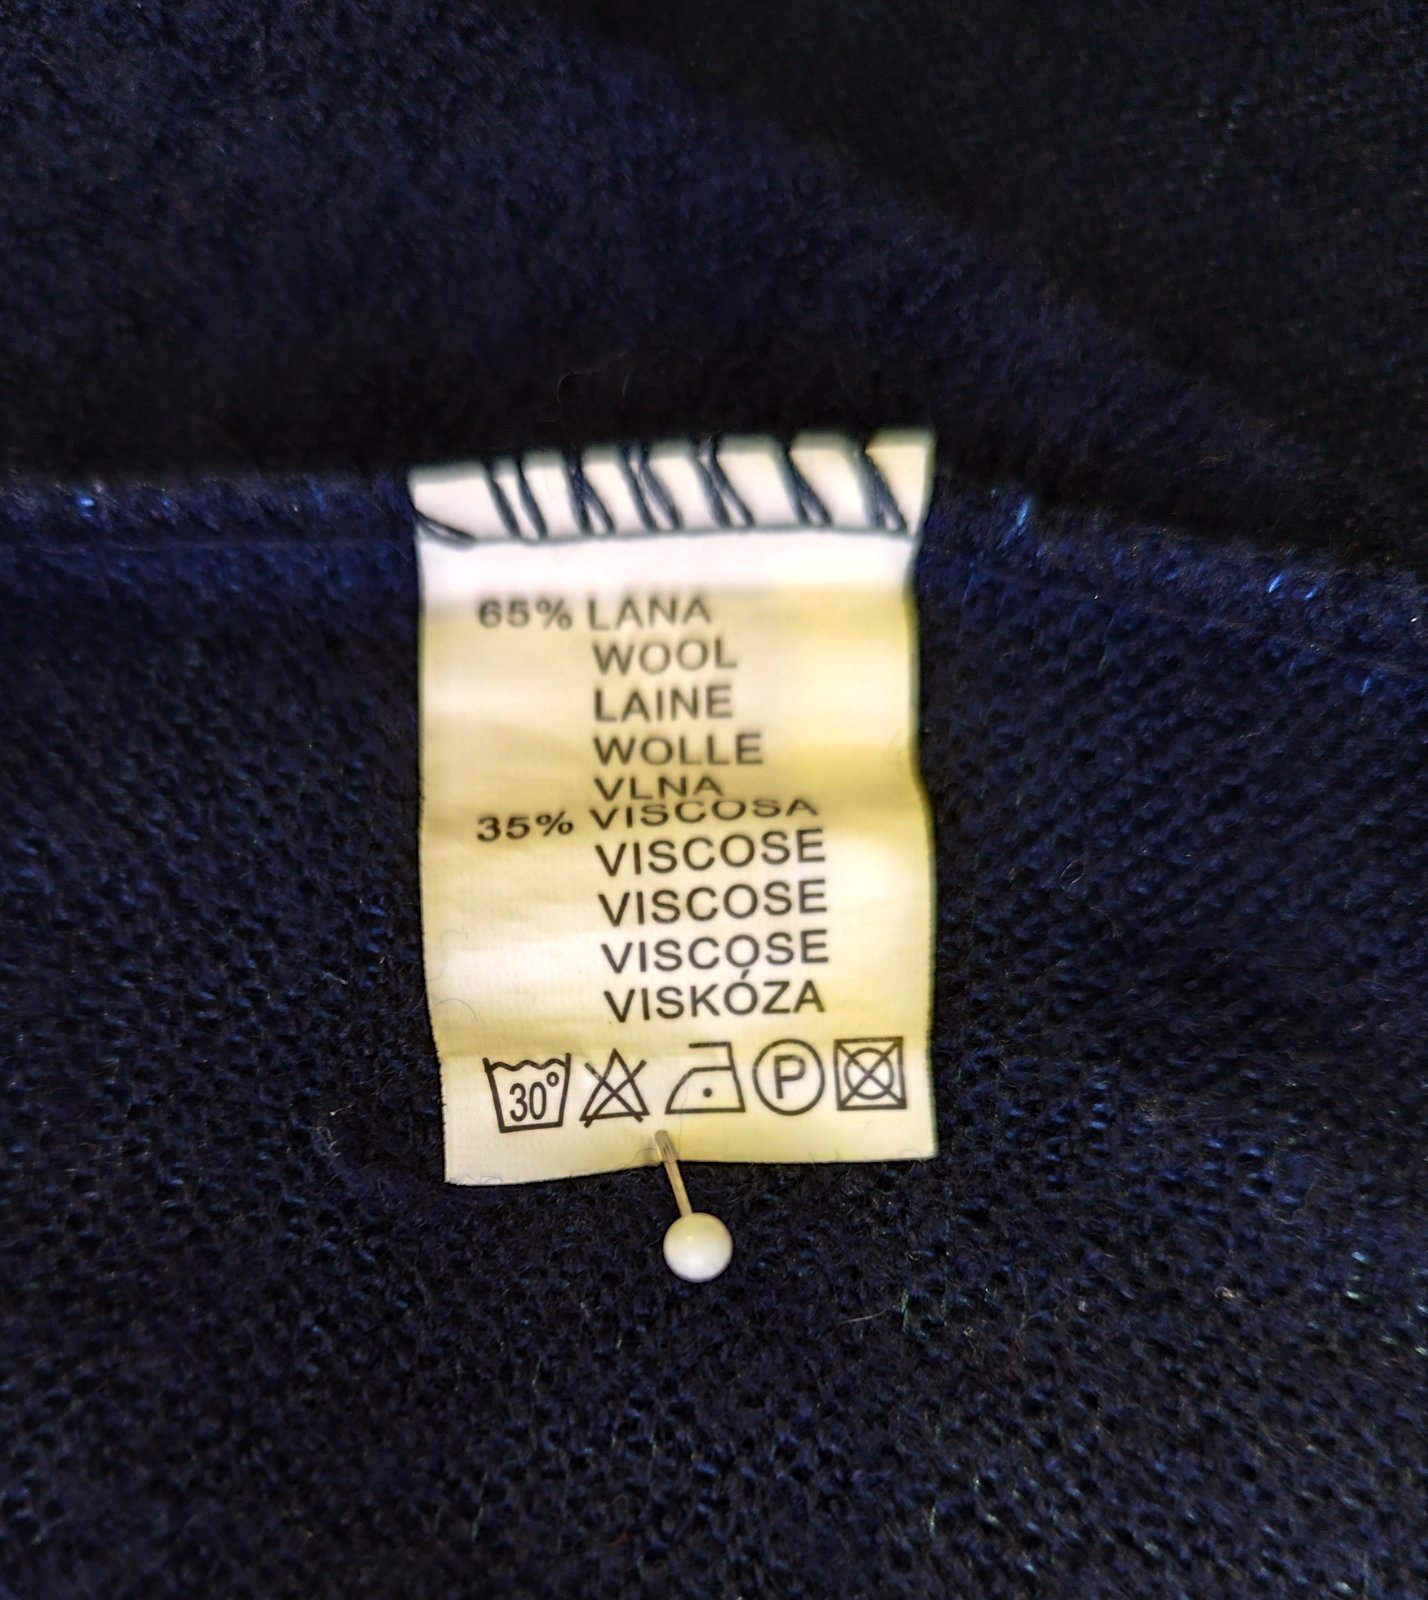 65% LANA
WOOL
LAINE
WOLLE
VLNA
35% VISCOSA
VISCOSE
VISCOSE
VISCOSE
VISKÓZA
30° P